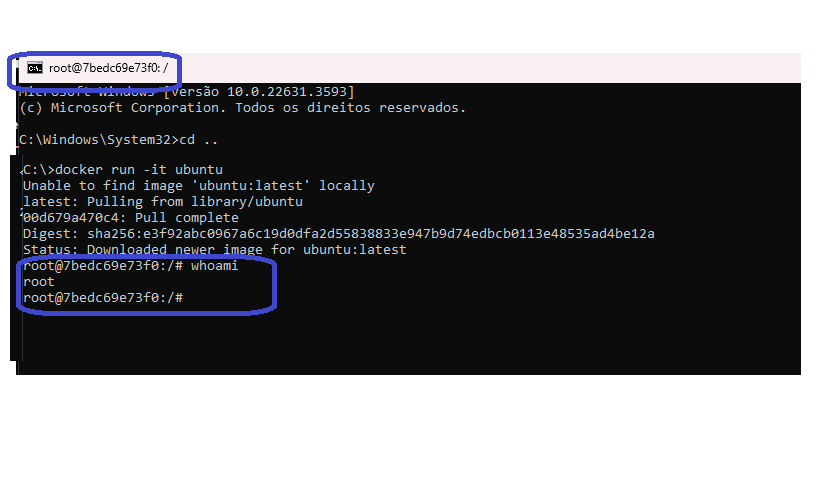 root@7bedc69e73f0: /
Microsoft Windows [versão 10.0.22631.3593]
(c) Microsoft Corporation. Todos os direitos reservados.
C:\Windows\System32>cd ..
C:\>docker run -it ubuntu
Unable to find image 'ubuntu:latest' locally
latest: Pulling from library/ubuntu
00d679a470c4: Pull complete
Digest: sha256:e3f92abc0967a6c19d0dfa2d55838833e947b9d74edbcb0113e48535ad4be12a
Status: Downloaded newer image for ubuntu:latest
root@7bedc69e73f0:/# whoami
root
root@7bedc69e73f0:/#